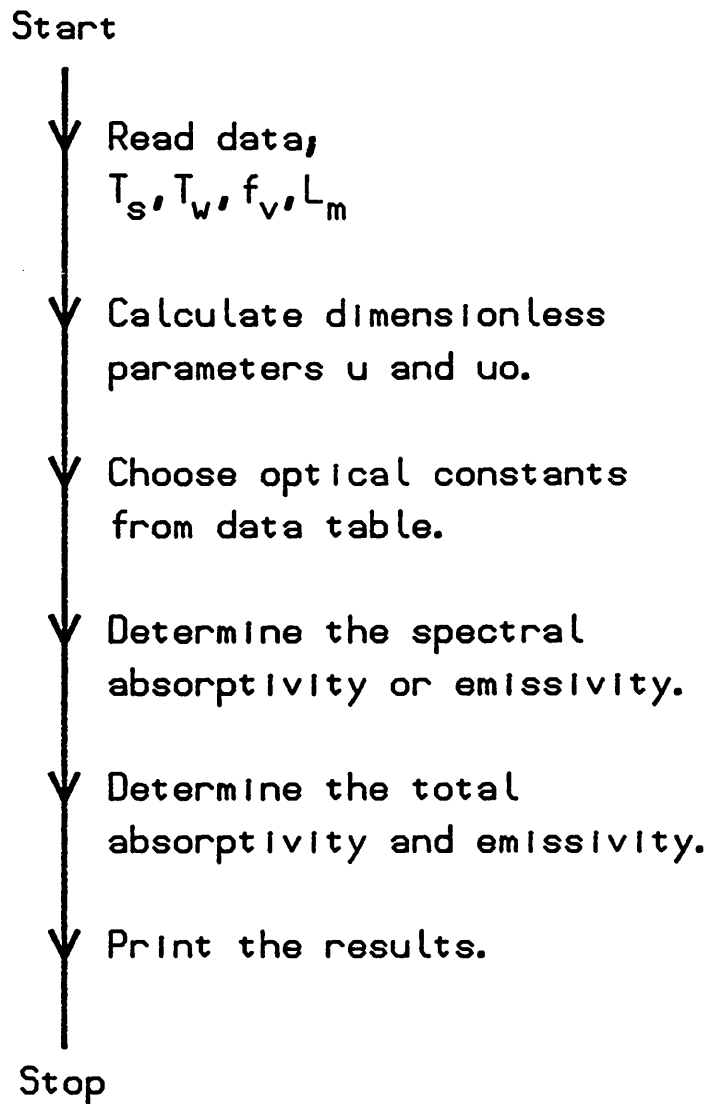 Start
Read data;
Ts, Tw, fv, Lm
Calculate dimensionless
parameters u and uo.
Choose optical constants
from data table.
Determine the spectral
absorptivity or emissivity.
Determine the total
absorptivity and emissivity.
Print the results.
Stop